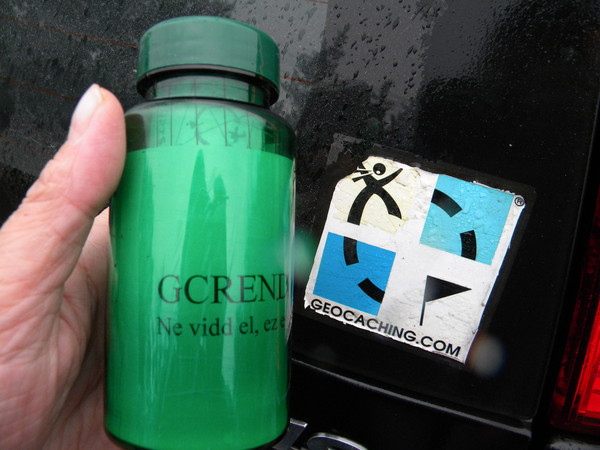 GCREND
Ne vidd el, ez
®
GEOCACHING.COM